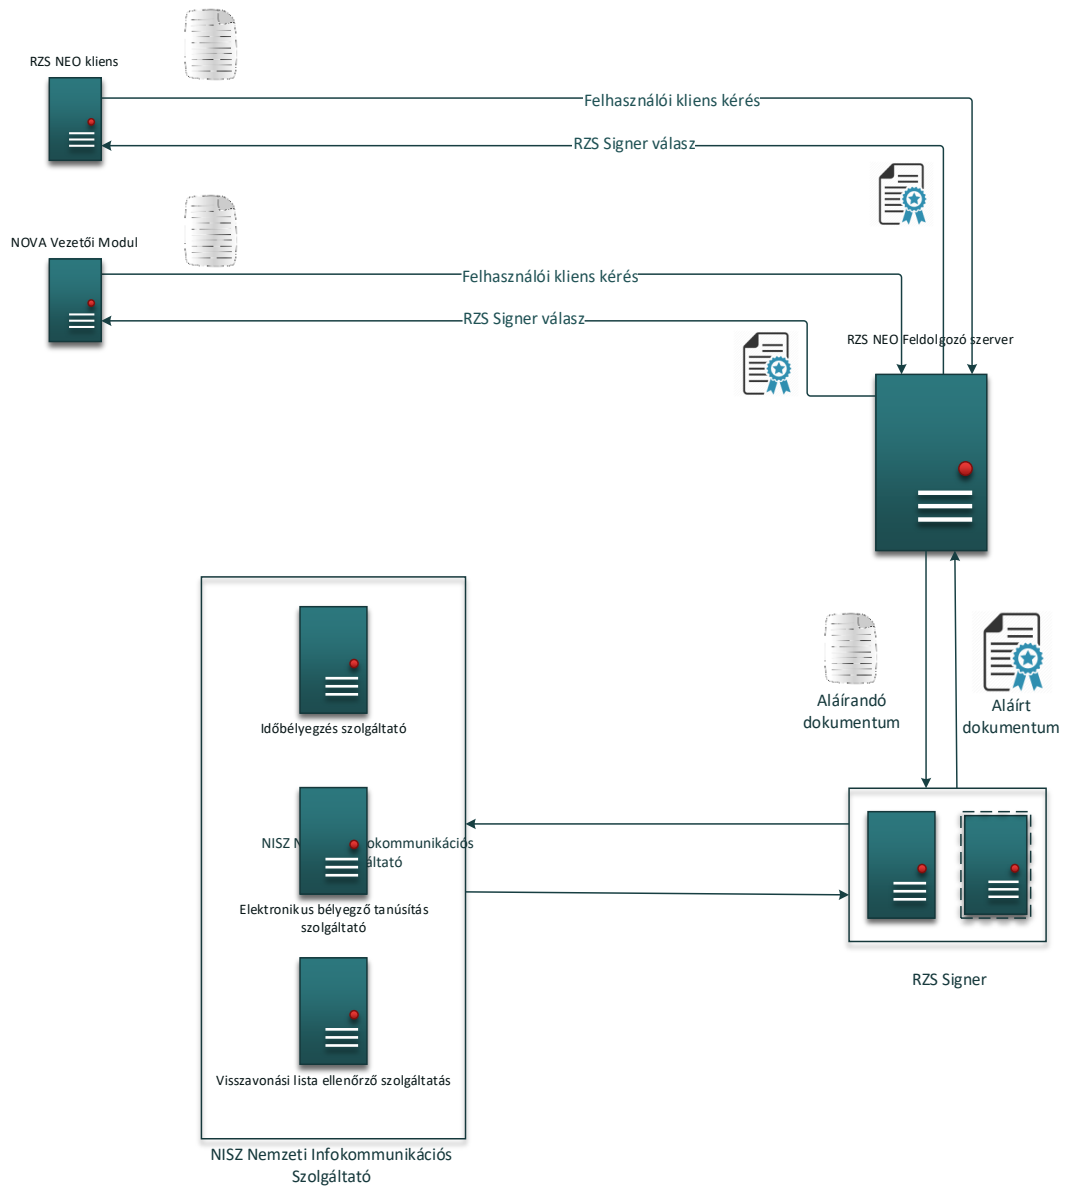 RZS NEO kliens
Felhasználói kliens kérés
RZS Signer válasz
NOVA Vezetői Modul
Felhasználói kliens kérés
RZS Signer válasz
RZS NEO Feldolgozó szerver
Aláírandó
dokumentum
Aláírt
dokumentum
Időbélyegzés szolgáltató
NISZ N okommunikációs
áltató
Elektronikus bélyegző tanúsítás
szolgáltató
Visszavonási lista ellenőrző szolgáltatás
RZS Signer
NISZ Nemzeti Infokommunikációs
Szolgáltató